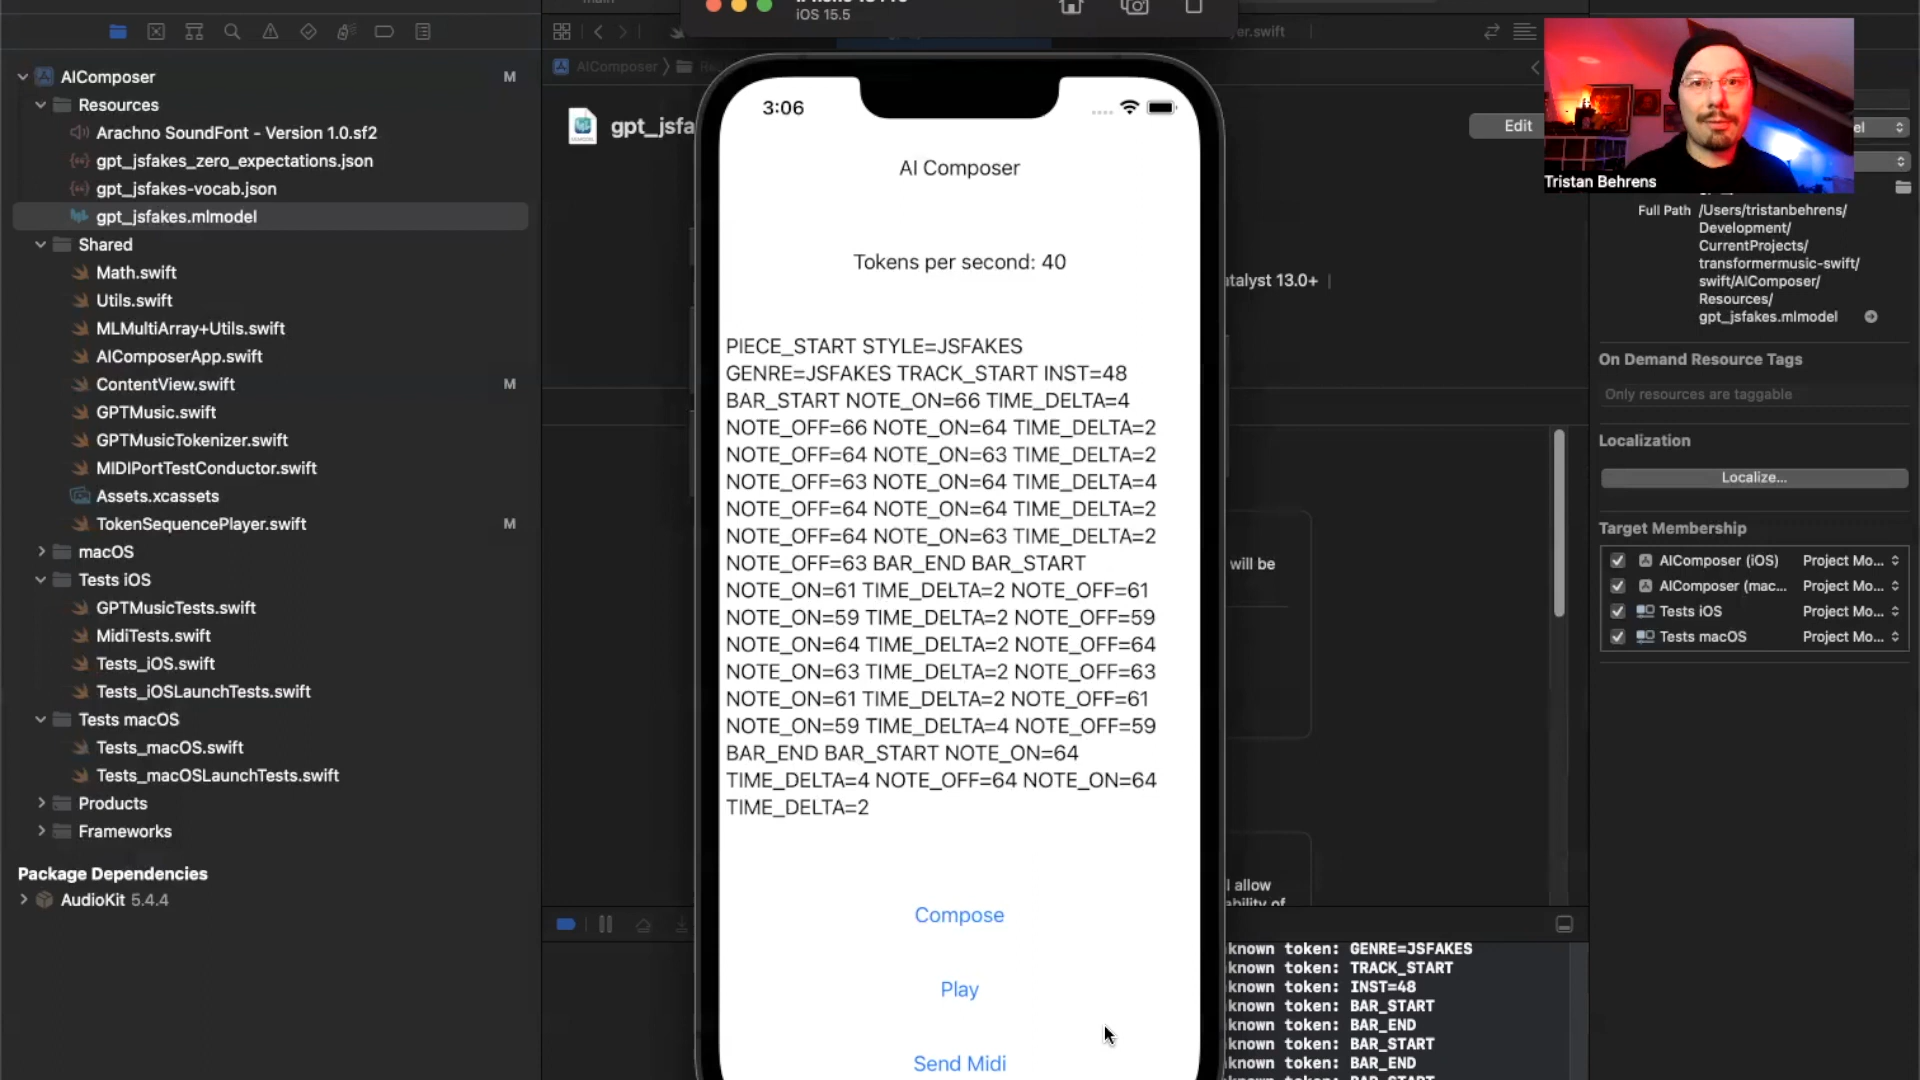 AIComposer
M
Resources
Arachno SoundFont - Version 1.0.sf2
gpt_jsfakes_zero_expectations.json
gpt_jsfakes-vocab.json
gpt_jsfakes.mlmodel
Shared
Math.swift
Utils.swift
MLMultiArray+Utils.swift
AIComposerApp.swift
ContentView.swift
M
GPTMusic.swift
GPTMusicTokenizer.swift
MIDIPortTestConductor.swift
Assets.xcassets
TokenSequencePlayer.swift
M
macOS
Tests iOS
GPTMusicTests.swift
MidiTests.swift
Tests_iOS.swift
Tests_iOSLaunchTests.swift
Tests macOS
Tests_macOS.swift
Tests_macOSLaunchTests.swift
Products
Frameworks
Package Dependencies
AudioKit 5.4.4
AIComposer
gpt_jsfa
iOS 15.5
3:06
AI Composer
Tokens per second: 40
PIECE_START STYLE=JSFAKES
GENRE=JSFAKES TRACK_START INST=48
BAR_START NOTE_ON=66 TIME_DELTA=4
NOTE_OFF=66 NOTE_ON=64 TIME_DELTA=2
NOTE_OFF=64 NOTE_ON=63 TIME_DELTA=2
NOTE_OFF=63 NOTE_ON=64 TIME_DELTA=4
NOTE_OFF=64 NOTE_ON=64 TIME_DELTA=2
NOTE_OFF=64 NOTE_ON=63 TIME_DELTA=2
NOTE_OFF=63 BAR_END BAR_START
NOTE_ON=61 TIME_DELTA=2 NOTE_OFF=61
NOTE_ON=59 TIME_DELTA=2 NOTE_OFF=59
NOTE_ON=64 TIME_DELTA=2 NOTE_OFF=64
NOTE_ON=63 TIME_DELTA=2 NOTE_OFF=63
NOTE_ON=61 TIME_DELTA=2 NOTE_OFF=61
NOTE_ON=59 TIME_DELTA=4 NOTE_OFF=59
BAR_END BAR_START NOTE_ON=64
TIME_DELTA=4 NOTE_OFF=64 NOTE_ON=64
TIME_DELTA=2
Compose
Play
Send Midi
er.swift
Edit
atalyst 13.0+
will be
l allow
ability of
known token: GENRE=JSFAKES
known token: TRACK_START
known token: INST=48
known token: BAR_START
known token: BAR_END
known token: BAR_START
known token: BAR_END
Tristan Behrens
el
Full Path /Users/tristanbehrens/
Development/
CurrentProjects/
transformermusic-swift/
swift/AIComposer/
Resources/
gpt_jsfakes.mlmodel
On Demand Resource Tags
Only resources are taggable
Localization
Localize...
Target Membership
AIComposer (iOS) Project Mo...
AIComposer (mac... Project Mo...
Tests iOS Project Mo...
Tests macOS Project Mo...